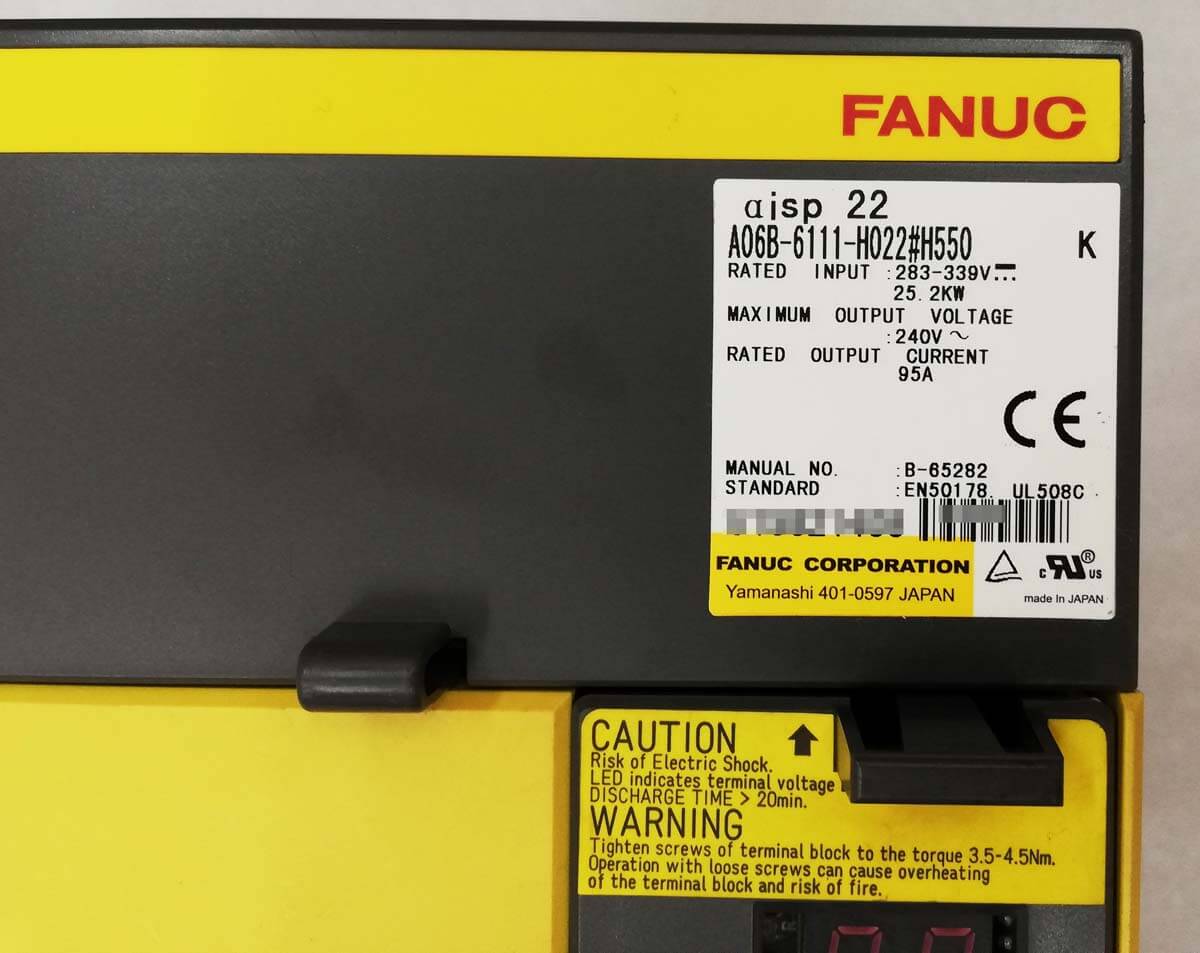 FANUC
αisp 22
A06B-6111-H022#H550 K
RATED INPUT :283-339V⎓
25.2KW
MAXIMUM OUTPUT VOLTAGE
:240V ~
RATED OUTPUT CURRENT
95A
CE
MANUAL NO. :B-65282
STANDARD :EN50178. UL508C
FANUC CORPORATION
Yamanashi 401-0597 JAPAN
c RU® US
made In JAPAN
CAUTION
Risk of Electric Shock.
LED indicates terminal voltage
DISCHARGE TIME > 20min.
WARNING
Tighten screws of terminal block to the torque 3.5-4.5Nm.
Operation with loose screws can cause overheating
of the terminal block and risk of fire.